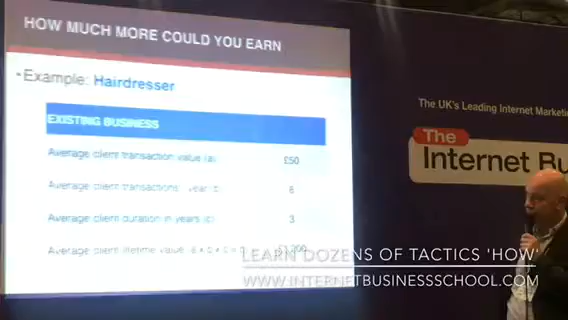 HOW MUCH MORE COULD YOU EARN
•Example: Hairdresser
EXISTING BUSINESS
Average client transaction value (a) £50
Average client transactions year 6
Average client duration in years (c) 3
Average client lifetime value
The UK's Leading Internet
The
Internet
LEARN DOZENS OF TACTICS 'HOW'
WWW.INTERNETBUSINESSSCHOOL.COM